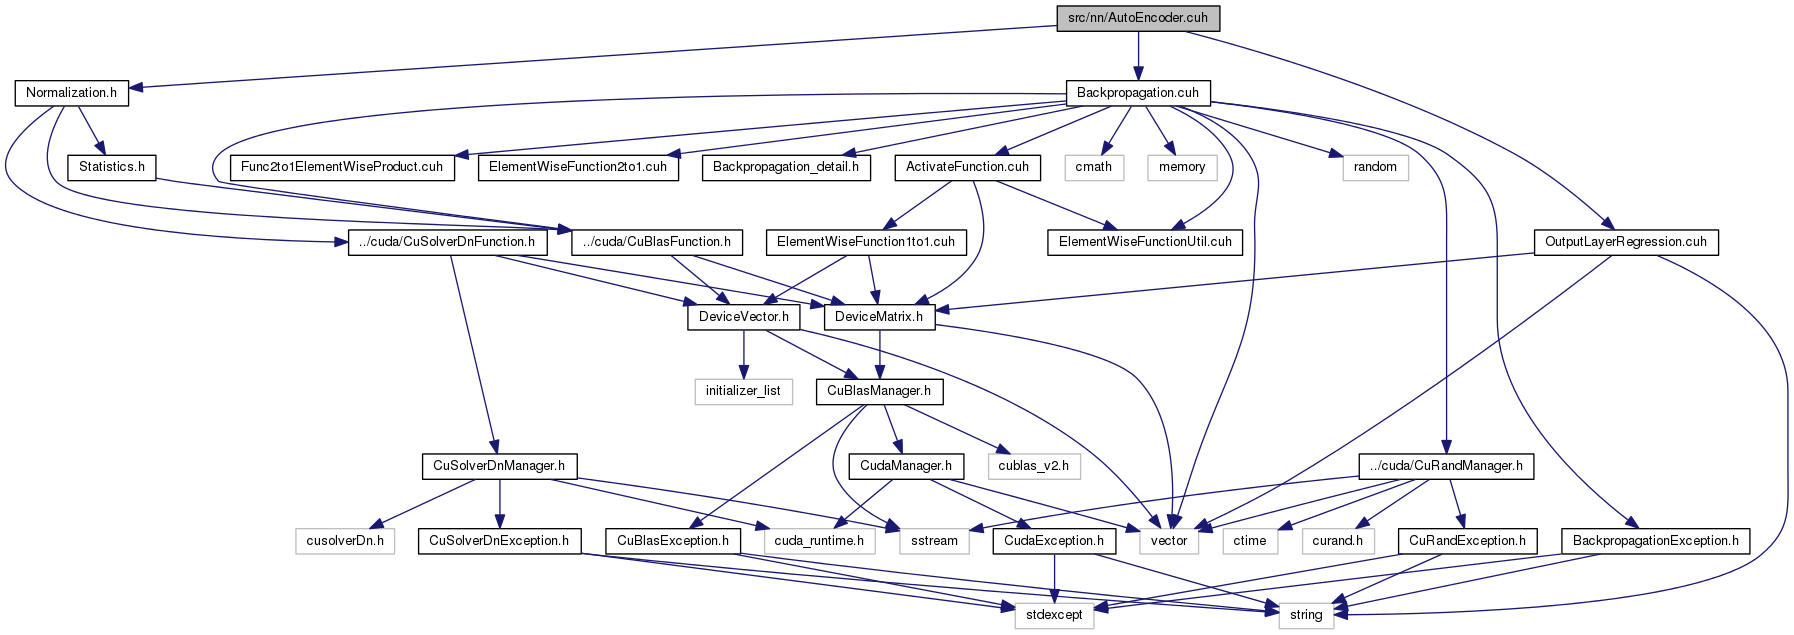 src/nn/AutoEncoder.cuh
Normalization.h
Backpropagation.cuh
Statistics.h
Func2to1ElementWiseProduct.cuh
ElementWiseFunction2to1.cuh
Backpropagation_detail.h
ActivateFunction.cuh
cmath
memory
random
../cuda/CuSolverDnFunction.h
../cuda/CuBlasFunction.h
ElementWiseFunction1to1.cuh
ElementWiseFunctionUtil.cuh
OutputLayerRegression.cuh
DeviceVector.h
DeviceMatrix.h
initializer_list
CuBlasManager.h
CuSolverDnManager.h
CudaManager.h
cublas_v2.h
../cuda/CuRandManager.h
cusolverDn.h
CuSolverDnException.h
CuBlasException.h
cuda_runtime.h
sstream
CudaException.h
vector
ctime
curand.h
CuRandException.h
BackpropagationException.h
stdexcept
string